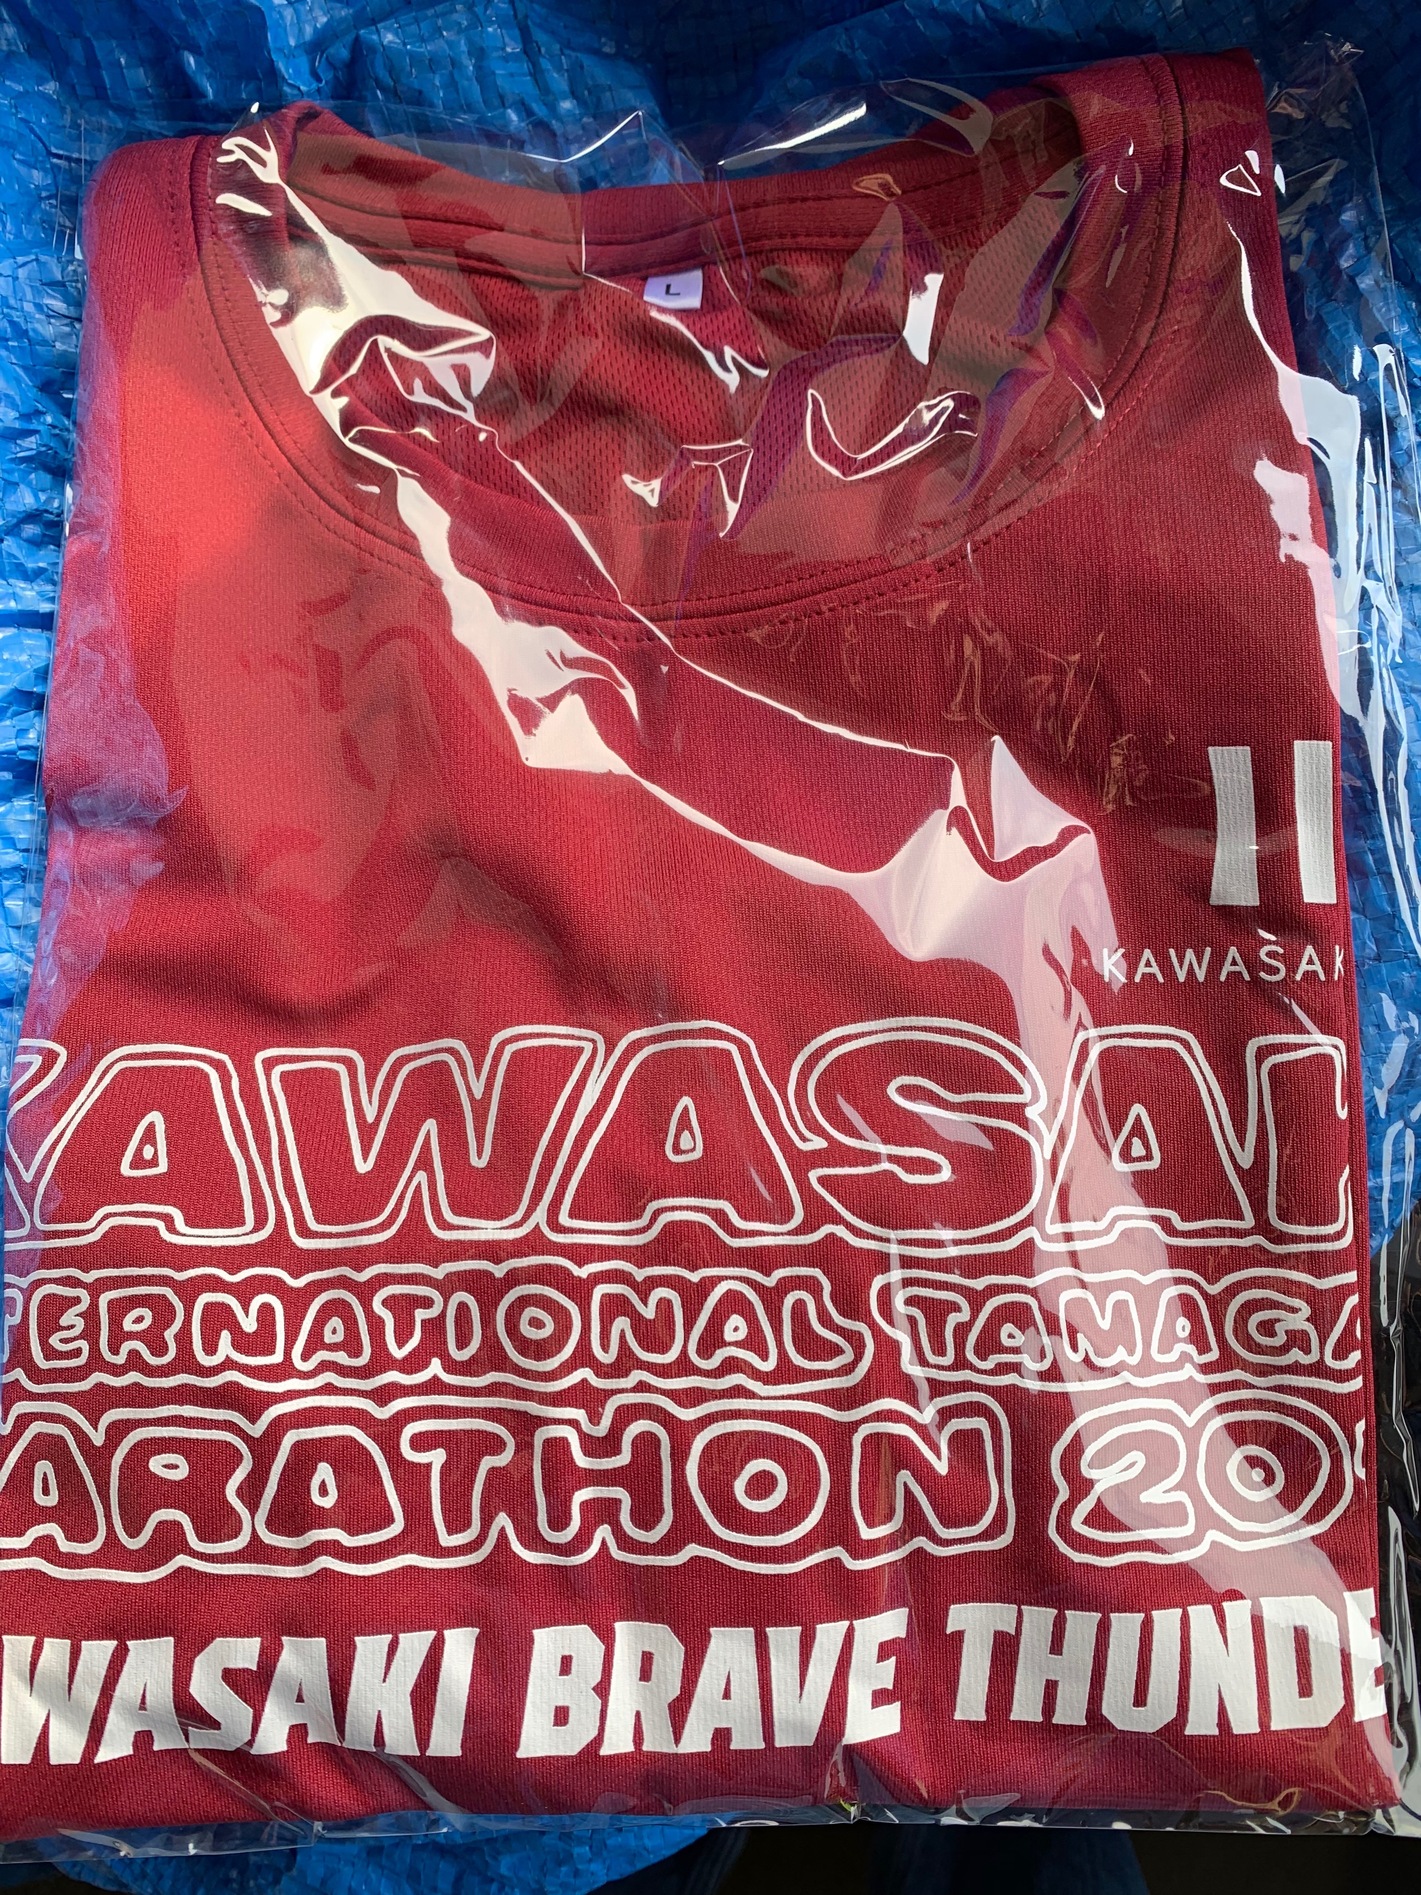 L
KAWASAK
KAWASAK
TERNATIONAL TAMAGA
ARATHON 20
WASAKI BRAVE THUNDE